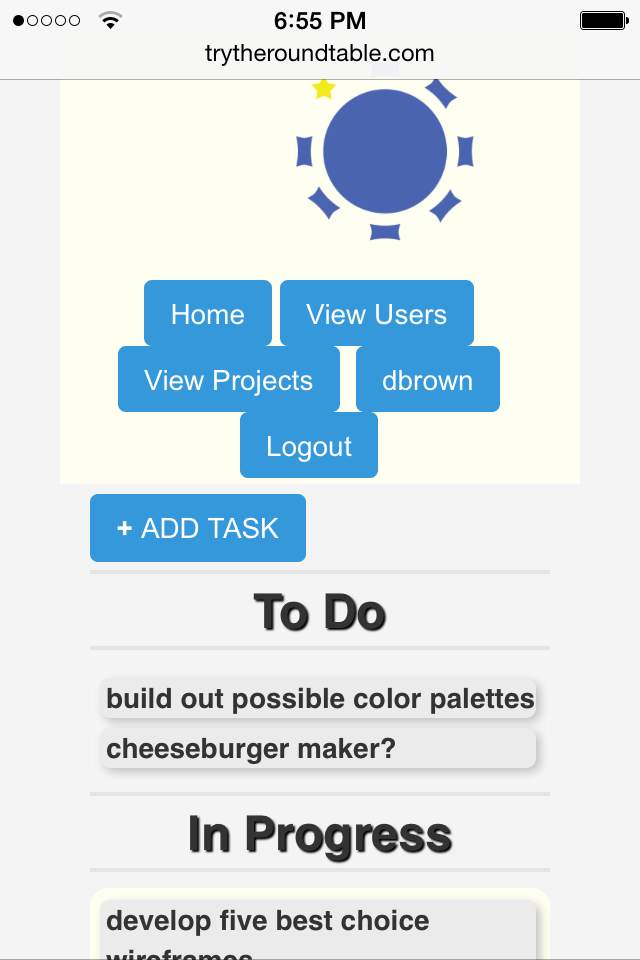 6:55 PM
trytheroundtable.com
Home View Users
View Projects dbrown
Logout
+ ADD TASK
To Do
build out possible color palettes
cheeseburger maker?
In Progress
develop five best choice
wireframes